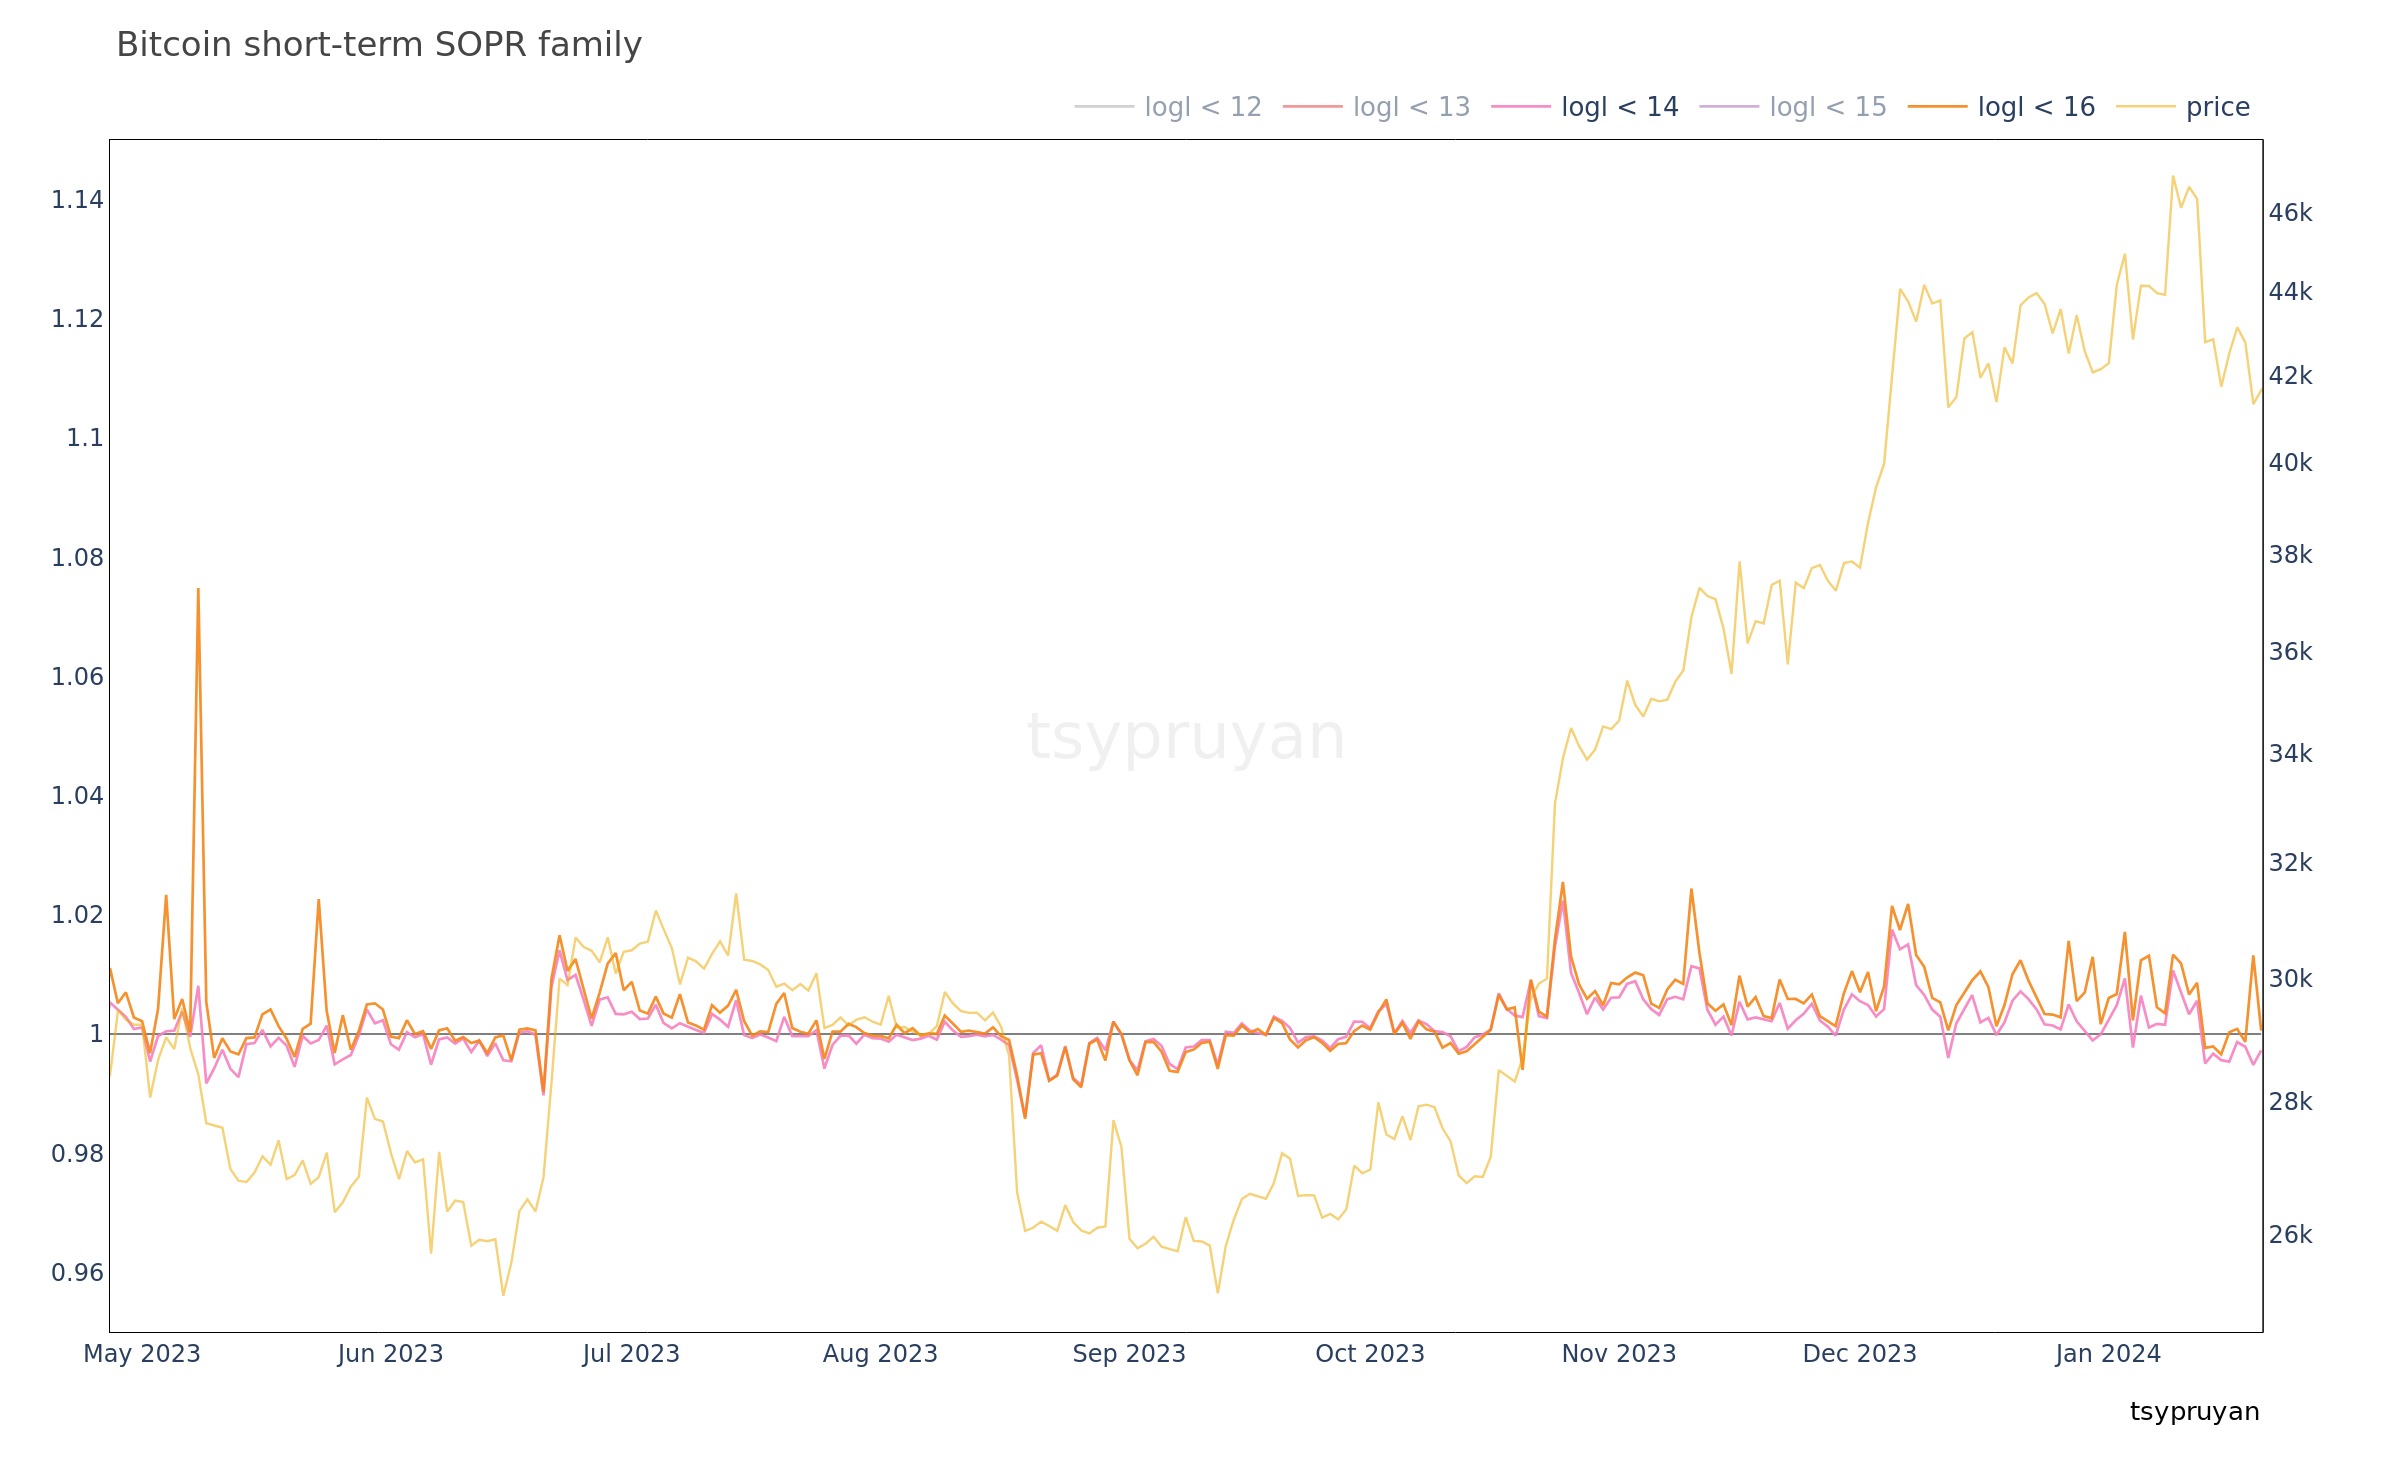 Bitcoin short-term SOPR family
logl < 12 logl < 13 logl < 14 logl < 15 logl < 16 price
1.14
1.12
1.1
1.08
1.06
1.04
1.02
1
0.98
0.96
46k
44k
42k
40k
38k
36k
34k
32k
30k
28k
26k
tsypruyan
May 2023 Jun 2023 Jul 2023 Aug 2023 Sep 2023 Oct 2023 Nov 2023 Dec 2023 Jan 2024
tsypruyan